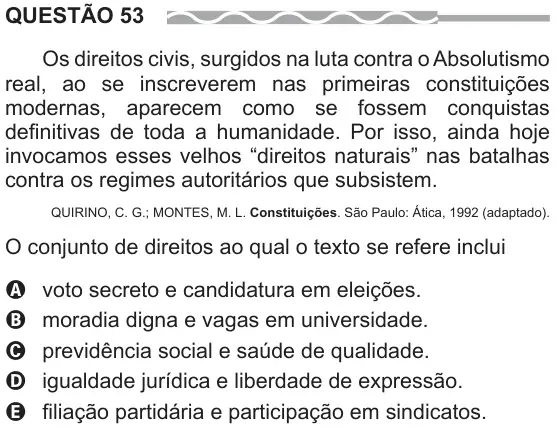 QUESTÃO 53
Os direitos civis, surgidos na luta contra o Absolutismo
real, ao se inscreverem nas primeiras constituições
modernas, aparecem como se fossem conquistas
definitivas de toda a humanidade. Por isso, ainda hoje
invocamos esses velhos “direitos naturais” nas batalhas
contra os regimes autoritários que subsistem.
QUIRINO, C. G.; MONTES, M. L. Constituições. São Paulo: Ática, 1992 (adaptado).
O conjunto de direitos ao qual o texto se refere inclui
A voto secreto e candidatura em eleições.
B moradia digna e vagas em universidade.
C previdência social e saúde de qualidade.
D igualdade jurídica e liberdade de expressão.
E filiação partidária e participação em sindicatos.